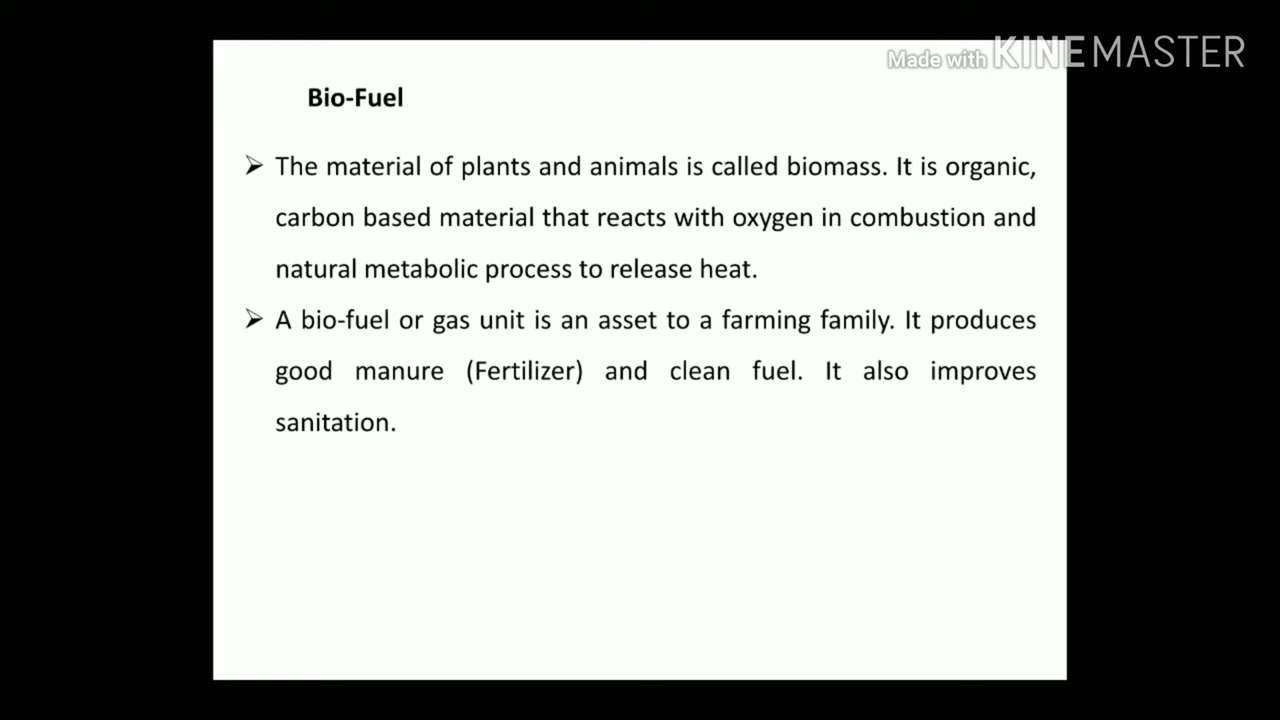 Made with KINEMASTER
Bio-Fuel
➢ The material of plants and animals is called biomass. It is organic,
carbon based material that reacts with oxygen in combustion and
natural metabolic process to release heat.
➢ A bio-fuel or gas unit is an asset to a farming family. It produces
good manure (Fertilizer) and clean fuel. It also improves
sanitation.